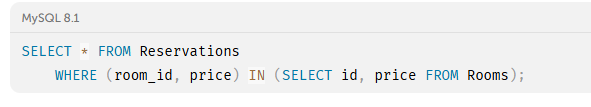 MySQL 8.1
SELECT * FROM Reservations
    WHERE (room_id, price) IN (SELECT id, price FROM Rooms);